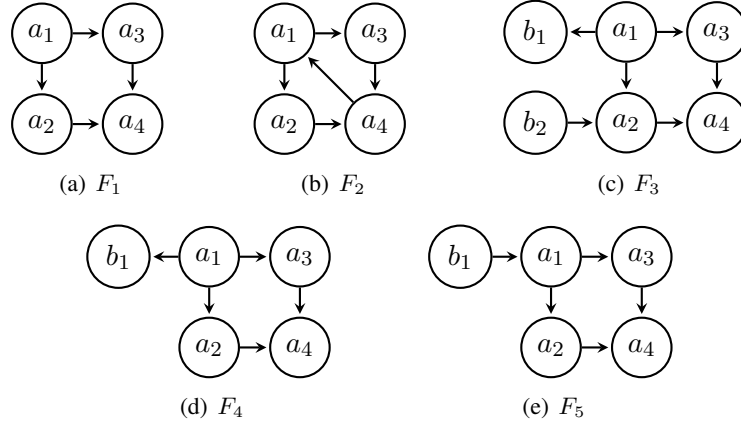 a₁ a₃ a₁ a₃ b₁ a₁ a₃
a₂ a₄ a₂ a₄ b₂ a₂ a₄
(a) F₁ (b) F₂ (c) F₃
b₁ a₁ a₃ b₁ a₁ a₃
a₂ a₄ a₂ a₄
(d) F₄ (e) F₅